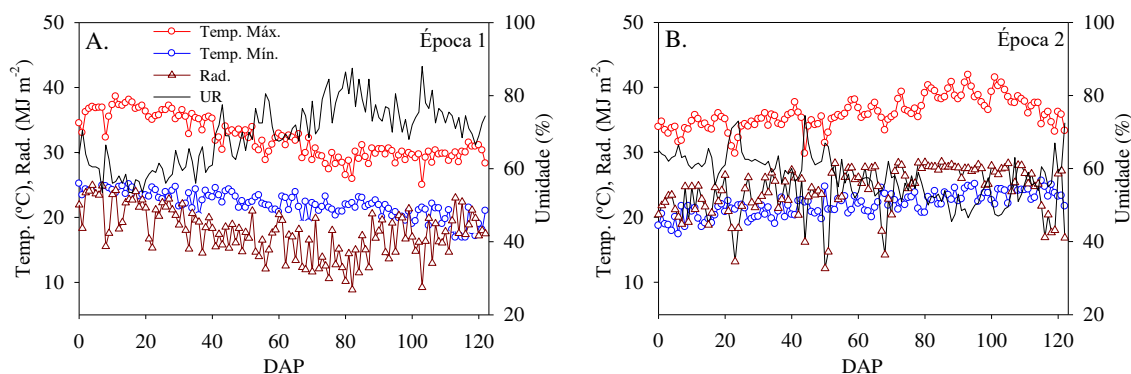 A.
Época 1
Temp. Máx.
Temp. Mín.
Rad.
UR
Temp. (ºC), Rad. (MJ m⁻²)
50
40
30
20
10
100
80
60
40
20
Umidade (%)
0 20 40 60 80 100 120
DAP
B.
Época 2
Temp. (ºC), Rad. (MJ m⁻²)
50
40
30
20
10
100
80
60
40
20
Umidade (%)
0 20 40 60 80 100 120
DAP